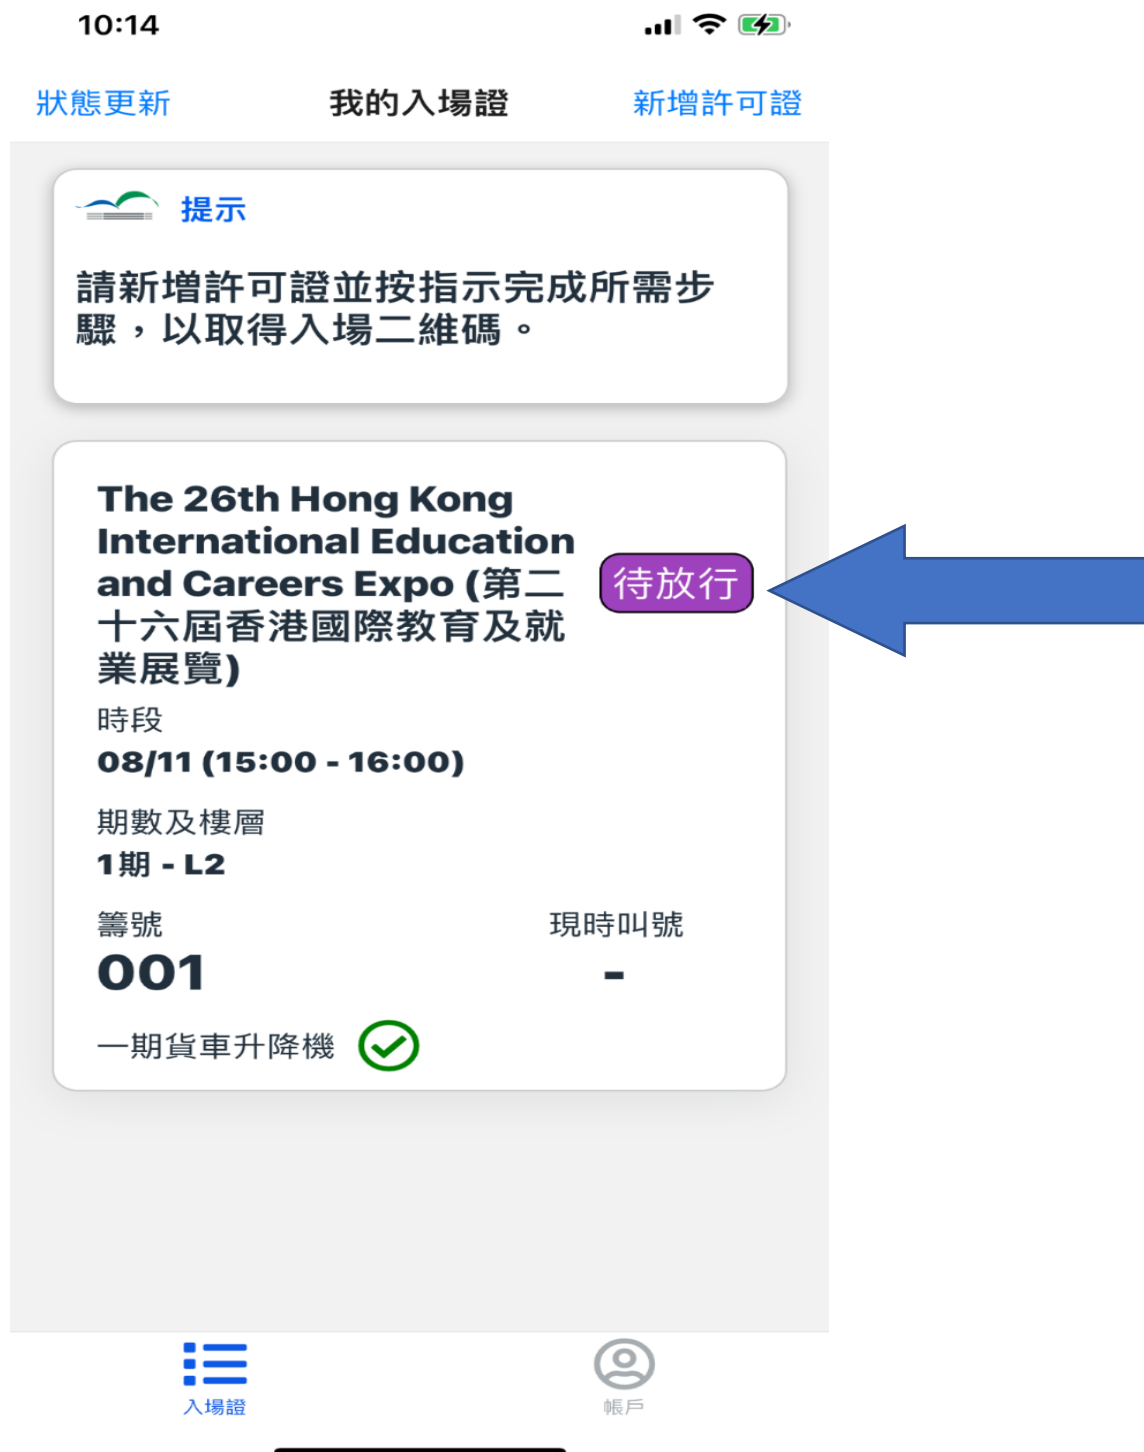 10:14
狀態更新 我的入場證 新增許可證
提示
請新增許可證並按指示完成所需步
驟，以取得入場二維碼。
The 26th Hong Kong
International Education
and Careers Expo (第二
十六屆香港國際教育及就
業展覽)
待放行
時段
08/11 (15:00 - 16:00)
期數及樓層
1期 - L2
籌號 現時叫號
001 -
一期貨車升降機
入場證 帳戶